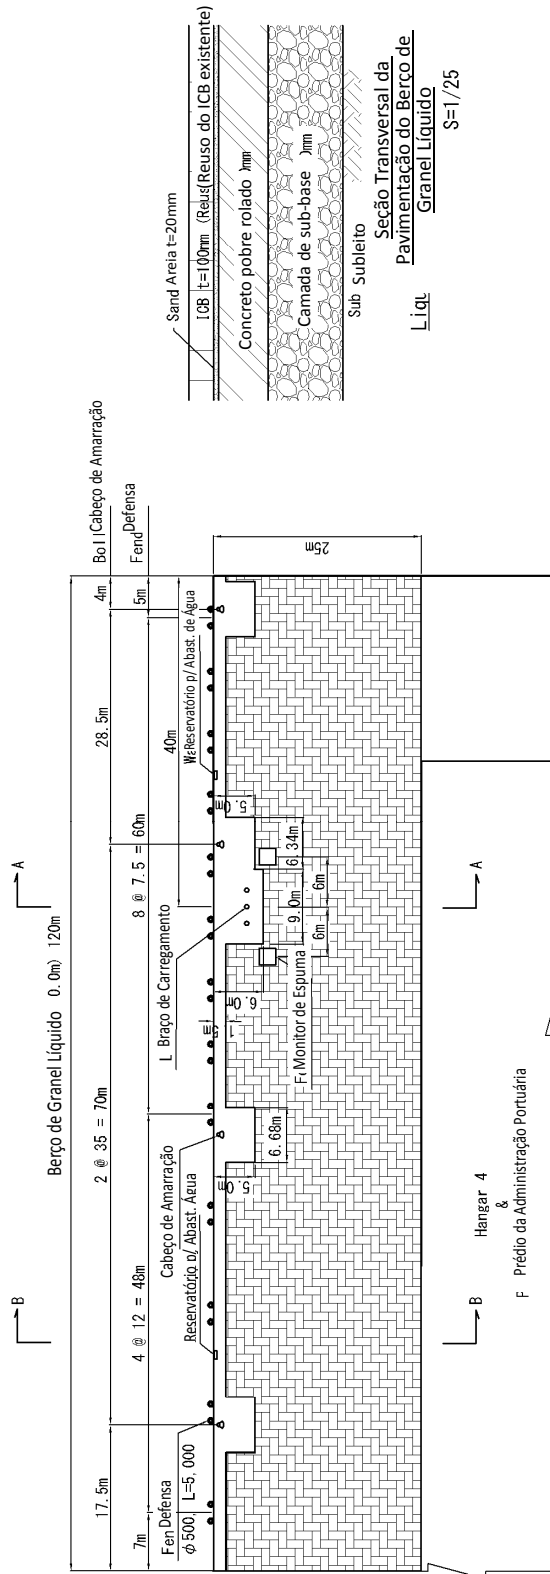 Berço de Granel Líquido 0.0m) 120m
B
A
2 @ 35 = 70m
28.5m
4m
Cabeço de Amarração
17.5m
4 @ 12 = 48m
8 @ 7.5 = 60m
5m
Defensa
7m
40m
Defensa
φ500, L=5,000
Cabeço de Amarração
Reservatório p/ Abast. Água
L Braço de Carregamento
Reservatório p/ Abast. de Água
5.0m
6.68m
6.0m
Monitor de Espuma
5.0m
9.0m
6.34m
6m
6m
25m
B
A
Hangar 4
&
F Prédio da Administração Portuária
Sand Areia t=20mm
ICB t=100mm (Reus(Reuso do ICB existente)
Concreto pobre rolado )mm
Camada de sub-base )mm
Sub Subleito
Seção Transversal da
Pavimentação do Berço de
Granel Líquido
S=1/25